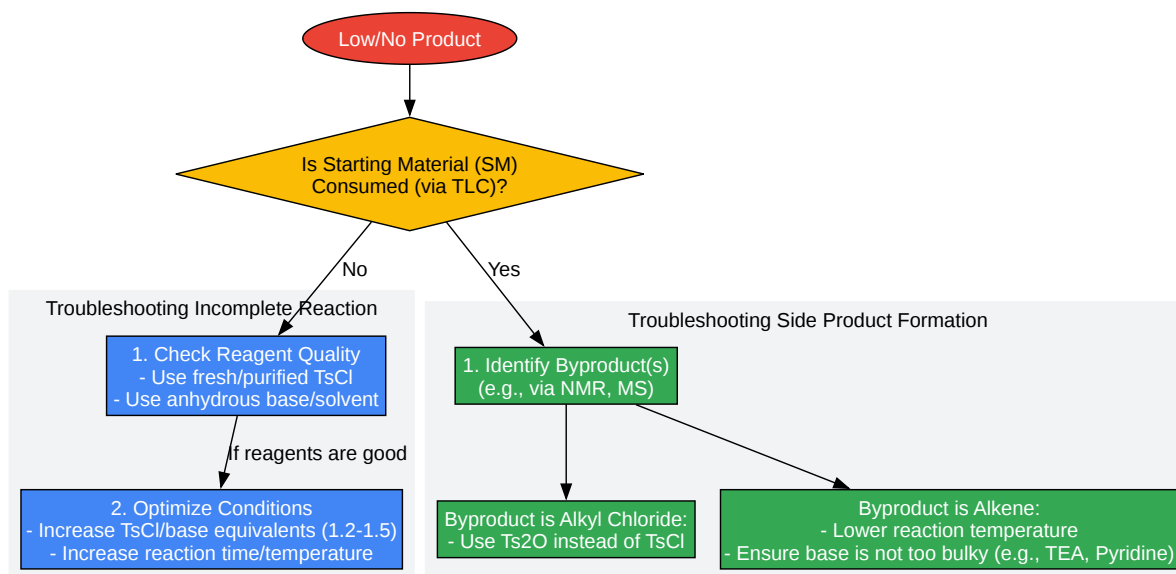 Low/No Product
Is Starting Material (SM)
Consumed (via TLC)?
No
Yes
Troubleshooting Incomplete Reaction
1. Check Reagent Quality
- Use fresh/purified TsCl
- Use anhydrous base/solvent
If reagents are good
2. Optimize Conditions
- Increase TsCl/base equivalents (1.2-1.5)
- Increase reaction time/temperature
Troubleshooting Side Product Formation
1. Identify Byproduct(s)
(e.g., via NMR, MS)
Byproduct is Alkyl Chloride:
- Use Ts2O instead of TsCl
Byproduct is Alkene:
- Lower reaction temperature
- Ensure base is not too bulky (e.g., TEA, Pyridine)